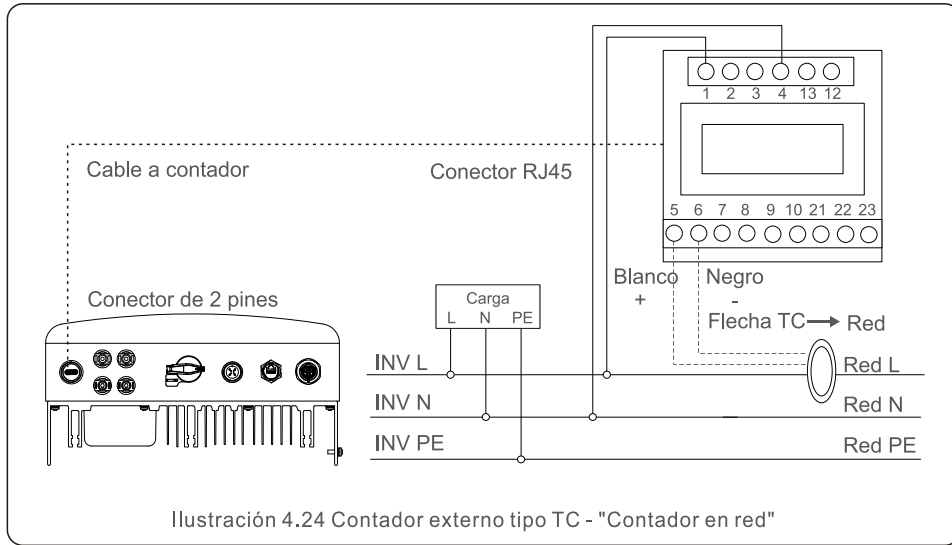 1 2 3 4 13 12
Cable a contador
Conector RJ45
5 6 7 8 9 10 21 22 23
Blanco Negro
+ -
Conector de 2 pines
Carga
L N PE
Flecha TC → Red
INV L
Red L
INV N
Red N
INV PE
Red PE
Ilustración 4.24 Contador externo tipo TC - "Contador en red"